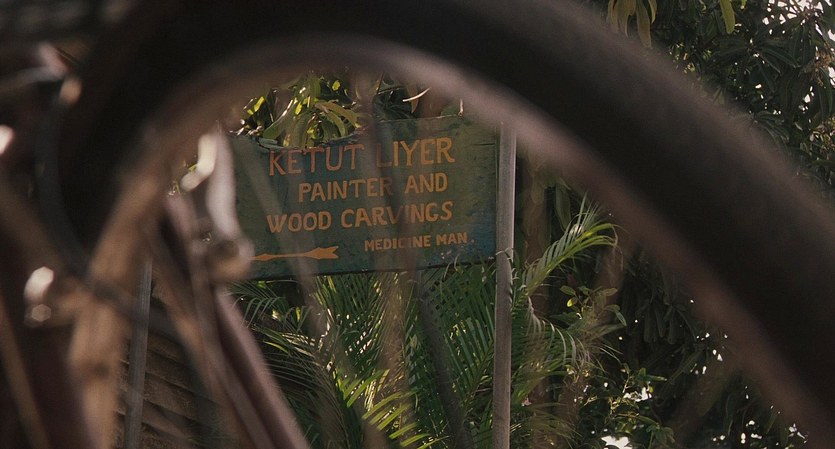 KETUT LIYER
PAINTER AND
WOOD CARVINGS
MEDICINE MAN